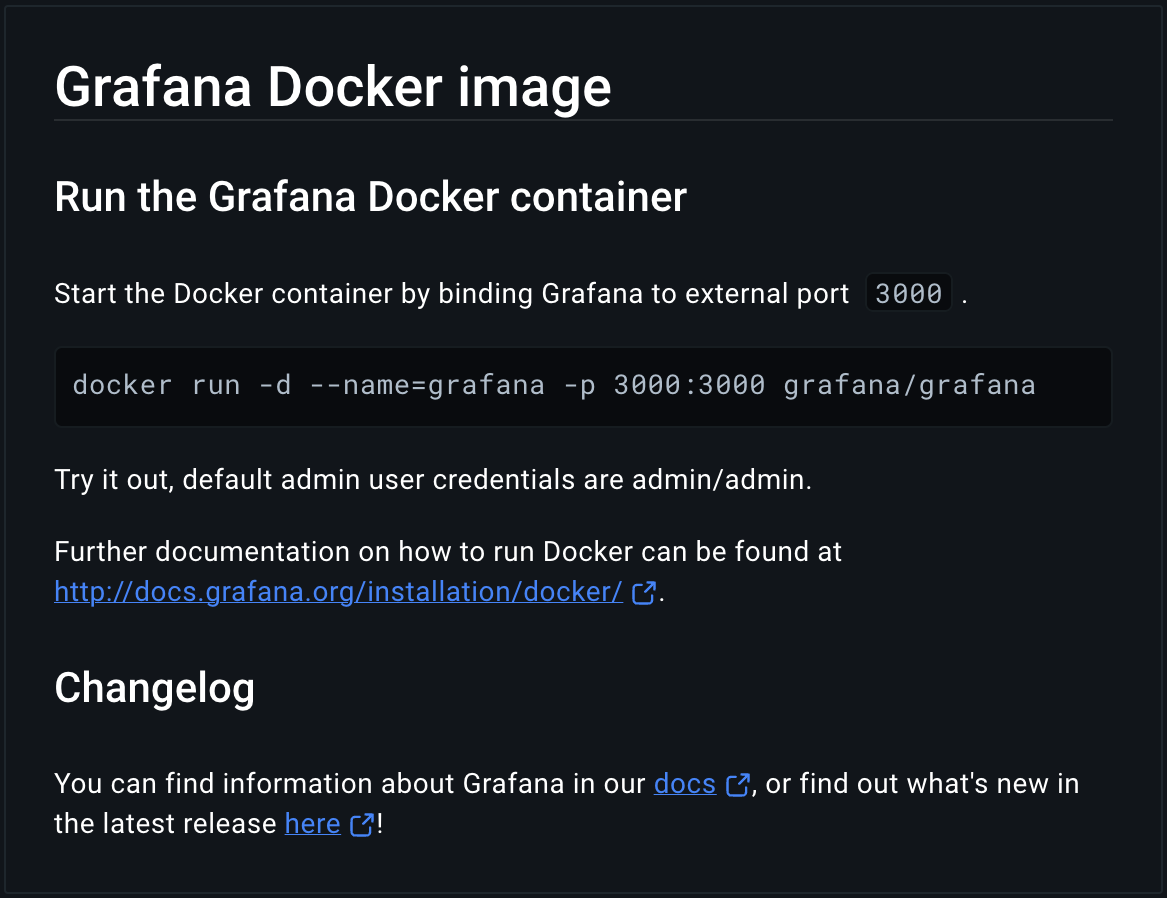 Grafana Docker image
Run the Grafana Docker container
Start the Docker container by binding Grafana to external port 3000 .
docker run -d --name=grafana -p 3000:3000 grafana/grafana
Try it out, default admin user credentials are admin/admin.
Further documentation on how to run Docker can be found at
http://docs.grafana.org/installation/docker/ .
Changelog
You can find information about Grafana in our docs , or find out what's new in
the latest release here !